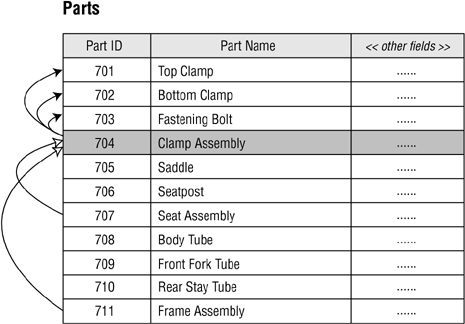 Parts
Part ID Part Name << other fields >>
701 Top Clamp ......
702 Bottom Clamp ......
703 Fastening Bolt ......
704 Clamp Assembly ......
705 Saddle ......
706 Seatpost ......
707 Seat Assembly ......
708 Body Tube ......
709 Front Fork Tube ......
710 Rear Stay Tube ......
711 Frame Assembly ......